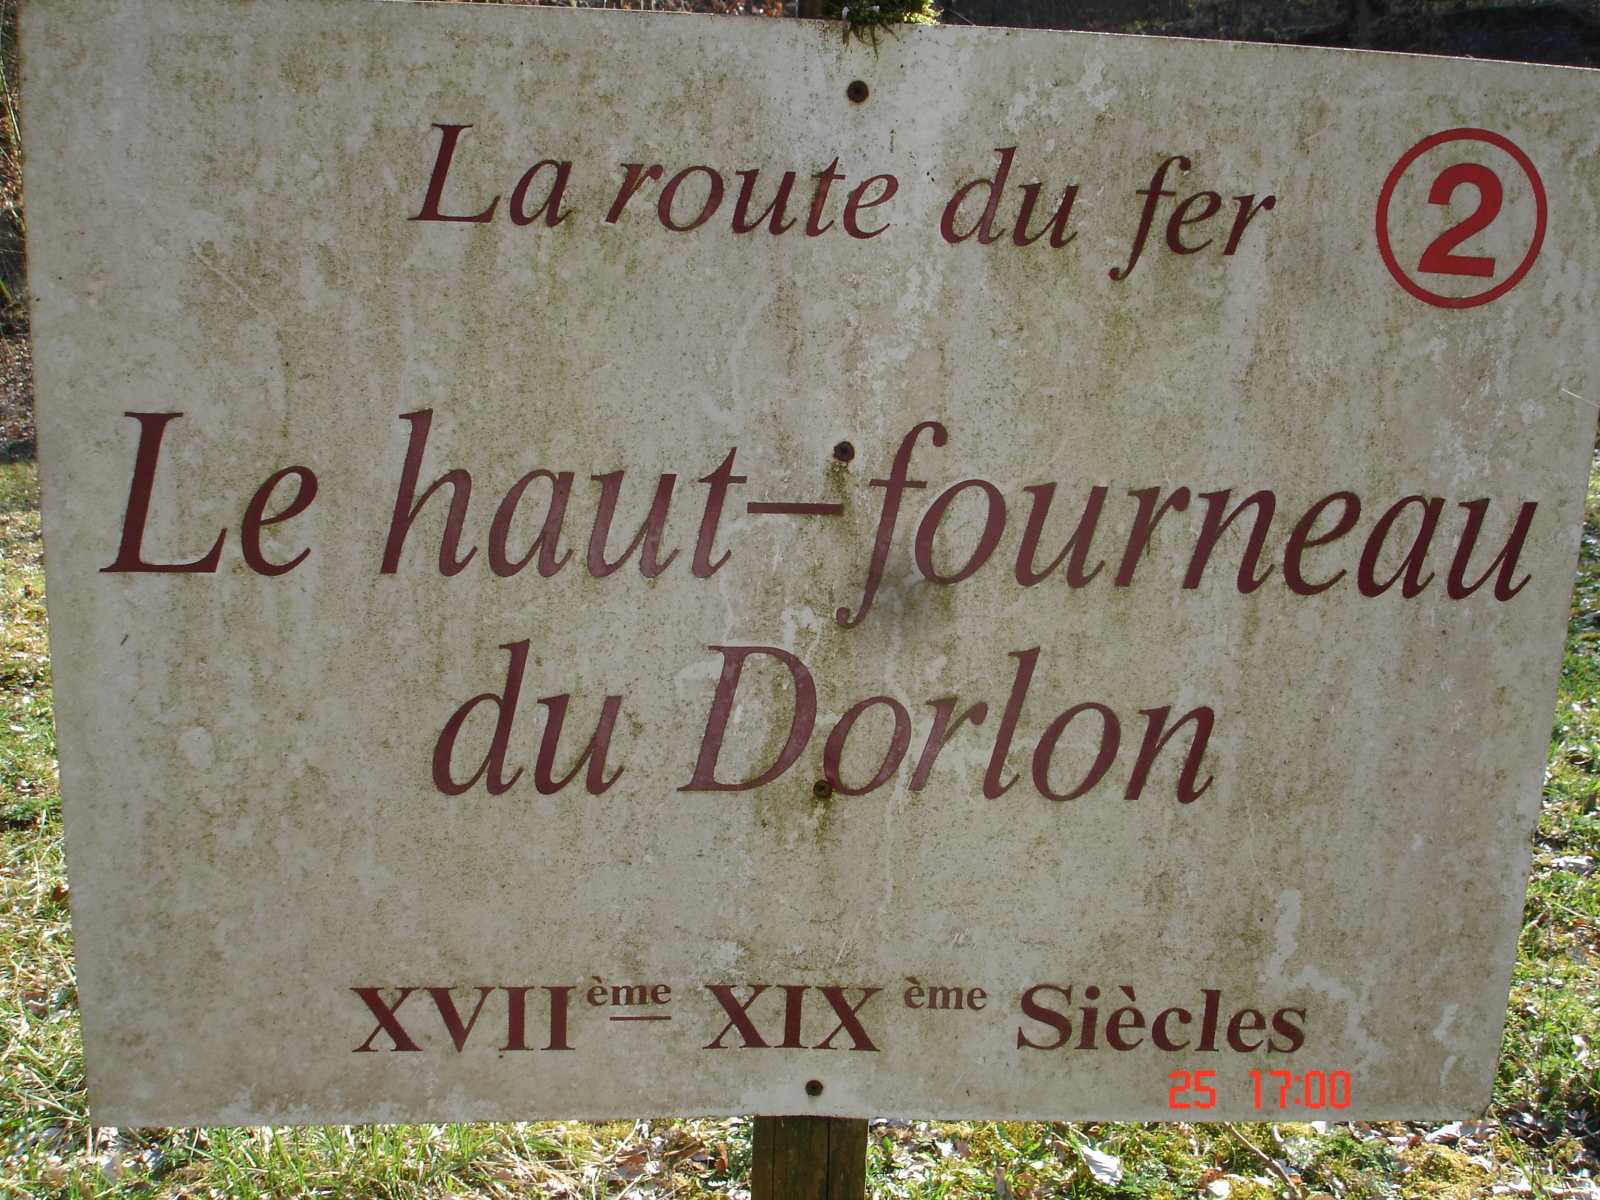 La route du fer
2
Le haut-fourneau
du Dorlon
XVIIème XIXème Siècles
25 17:00